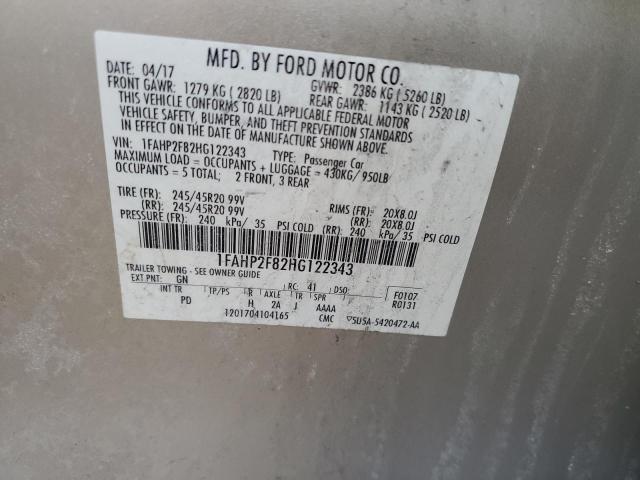 MFD. BY FORD MOTOR CO.
DATE: 04/17
GVWR: 2386 KG ( 5260 LB)
FRONT GAWR: 1279 KG ( 2820 LB)
REAR GAWR: 1143 KG ( 2520 LB)
THIS VEHICLE CONFORMS TO ALL APPLICABLE FEDERAL MOTOR
VEHICLE SAFETY, BUMPER, AND THEFT PREVENTION STANDARDS
IN EFFECT ON THE DATE OF MANUFACTURE SHOWN ABOVE.
VIN: 1FAHP2F82HG122343
TYPE: Passenger Car
MAXIMUM LOAD = OCCUPANTS + LUGGAGE = 430KG/950LB
OCCUPANTS = 5 TOTAL; 2 FRONT, 3 REAR
TIRE (FR): 245/45R20 99V RIMS (FR): 20X8.0J
(RR): 245/45R20 99V (RR): 20X8.0J
PRESSURE (FR): 240 kPa/ 35 PSI COLD (RR): 240 kPa/ 35 PSI COLD
1FAHP2F82HG122343
TRAILER TOWING - SEE OWNER GUIDE
EXT PNT: GN RC: 41 DSO: F0107
INT TR TP/PS R AXLE TR SPR R0131
PD H 2A J AAAA
1201704104165 CMC 5U5A-5420472-AA